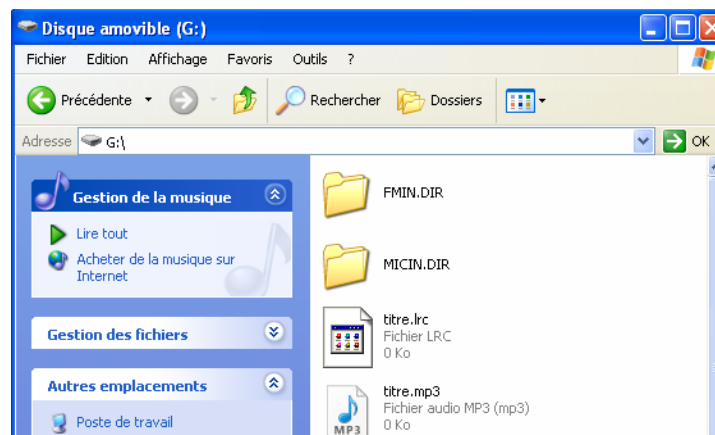 Disque amovible (G:)
Fichier Edition Affichage Favoris Outils ?
Précédente Rechercher Dossiers
Adresse G:\ OK
Gestion de la musique
Lire tout
Acheter de la musique sur
Internet
Gestion des fichiers
Autres emplacements
Poste de travail
FMIN.DIR
MICIN.DIR
titre.lrc
Fichier LRC
0 Ko
titre.mp3
Fichier audio MP3 (mp3)
0 Ko
MP3